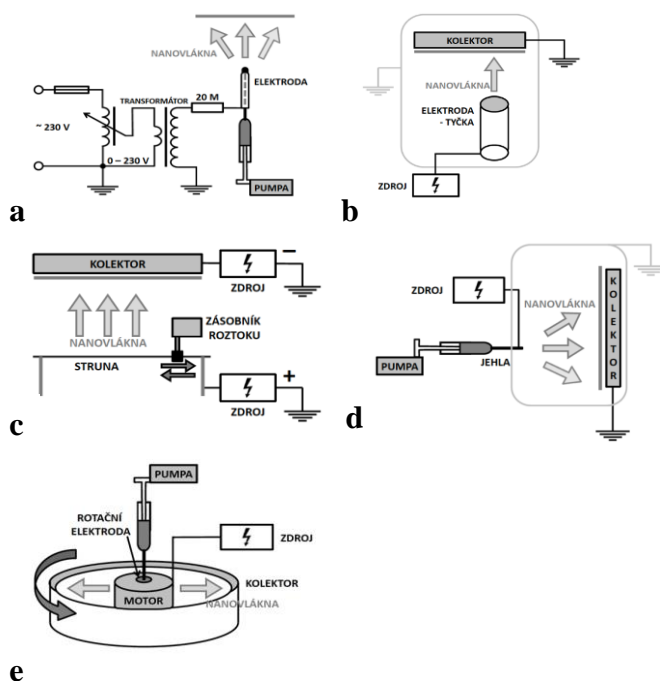 NANOVLÁKNA
ELEKTRODA
TRANSFORMÁTOR
20 M
~ 230 V
0 – 230 V
PUMPA
a
KOLEKTOR
NANOVLÁKNA
ELEKTRODA
- TYČKA
ZDROJ
b
KOLEKTOR
−
ZDROJ
NANOVLÁKNA
ZÁSOBNÍK
ROZTOKU
STRUNA
+
ZDROJ
c
ZDROJ
NANOVLÁKNA
KOLEKTOR
JEHLA
PUMPA
d
PUMPA
ROTAČNÍ
ELEKTRODA
ZDROJ
KOLEKTOR
MOTOR
NANOVLÁKNA
e